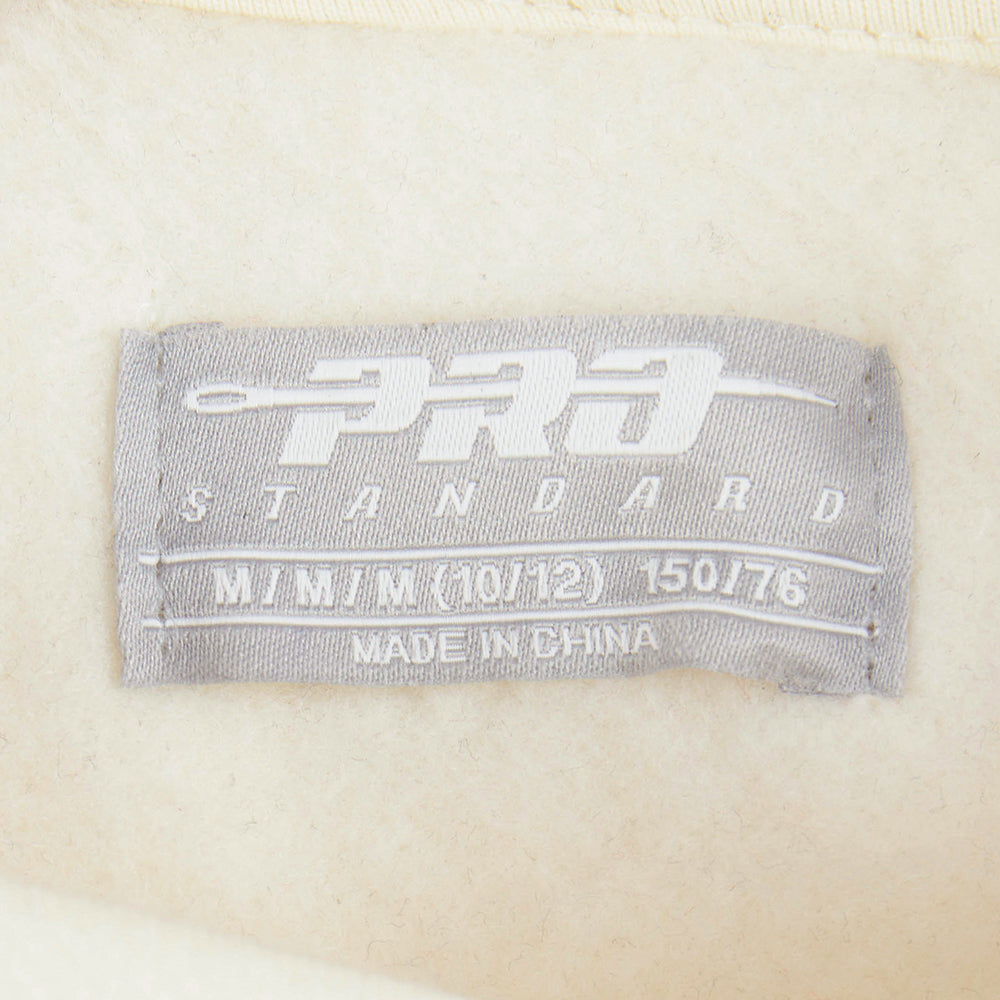 PRO
STANDARD
M/M/M (10/12) 150/76
MADE IN CHINA